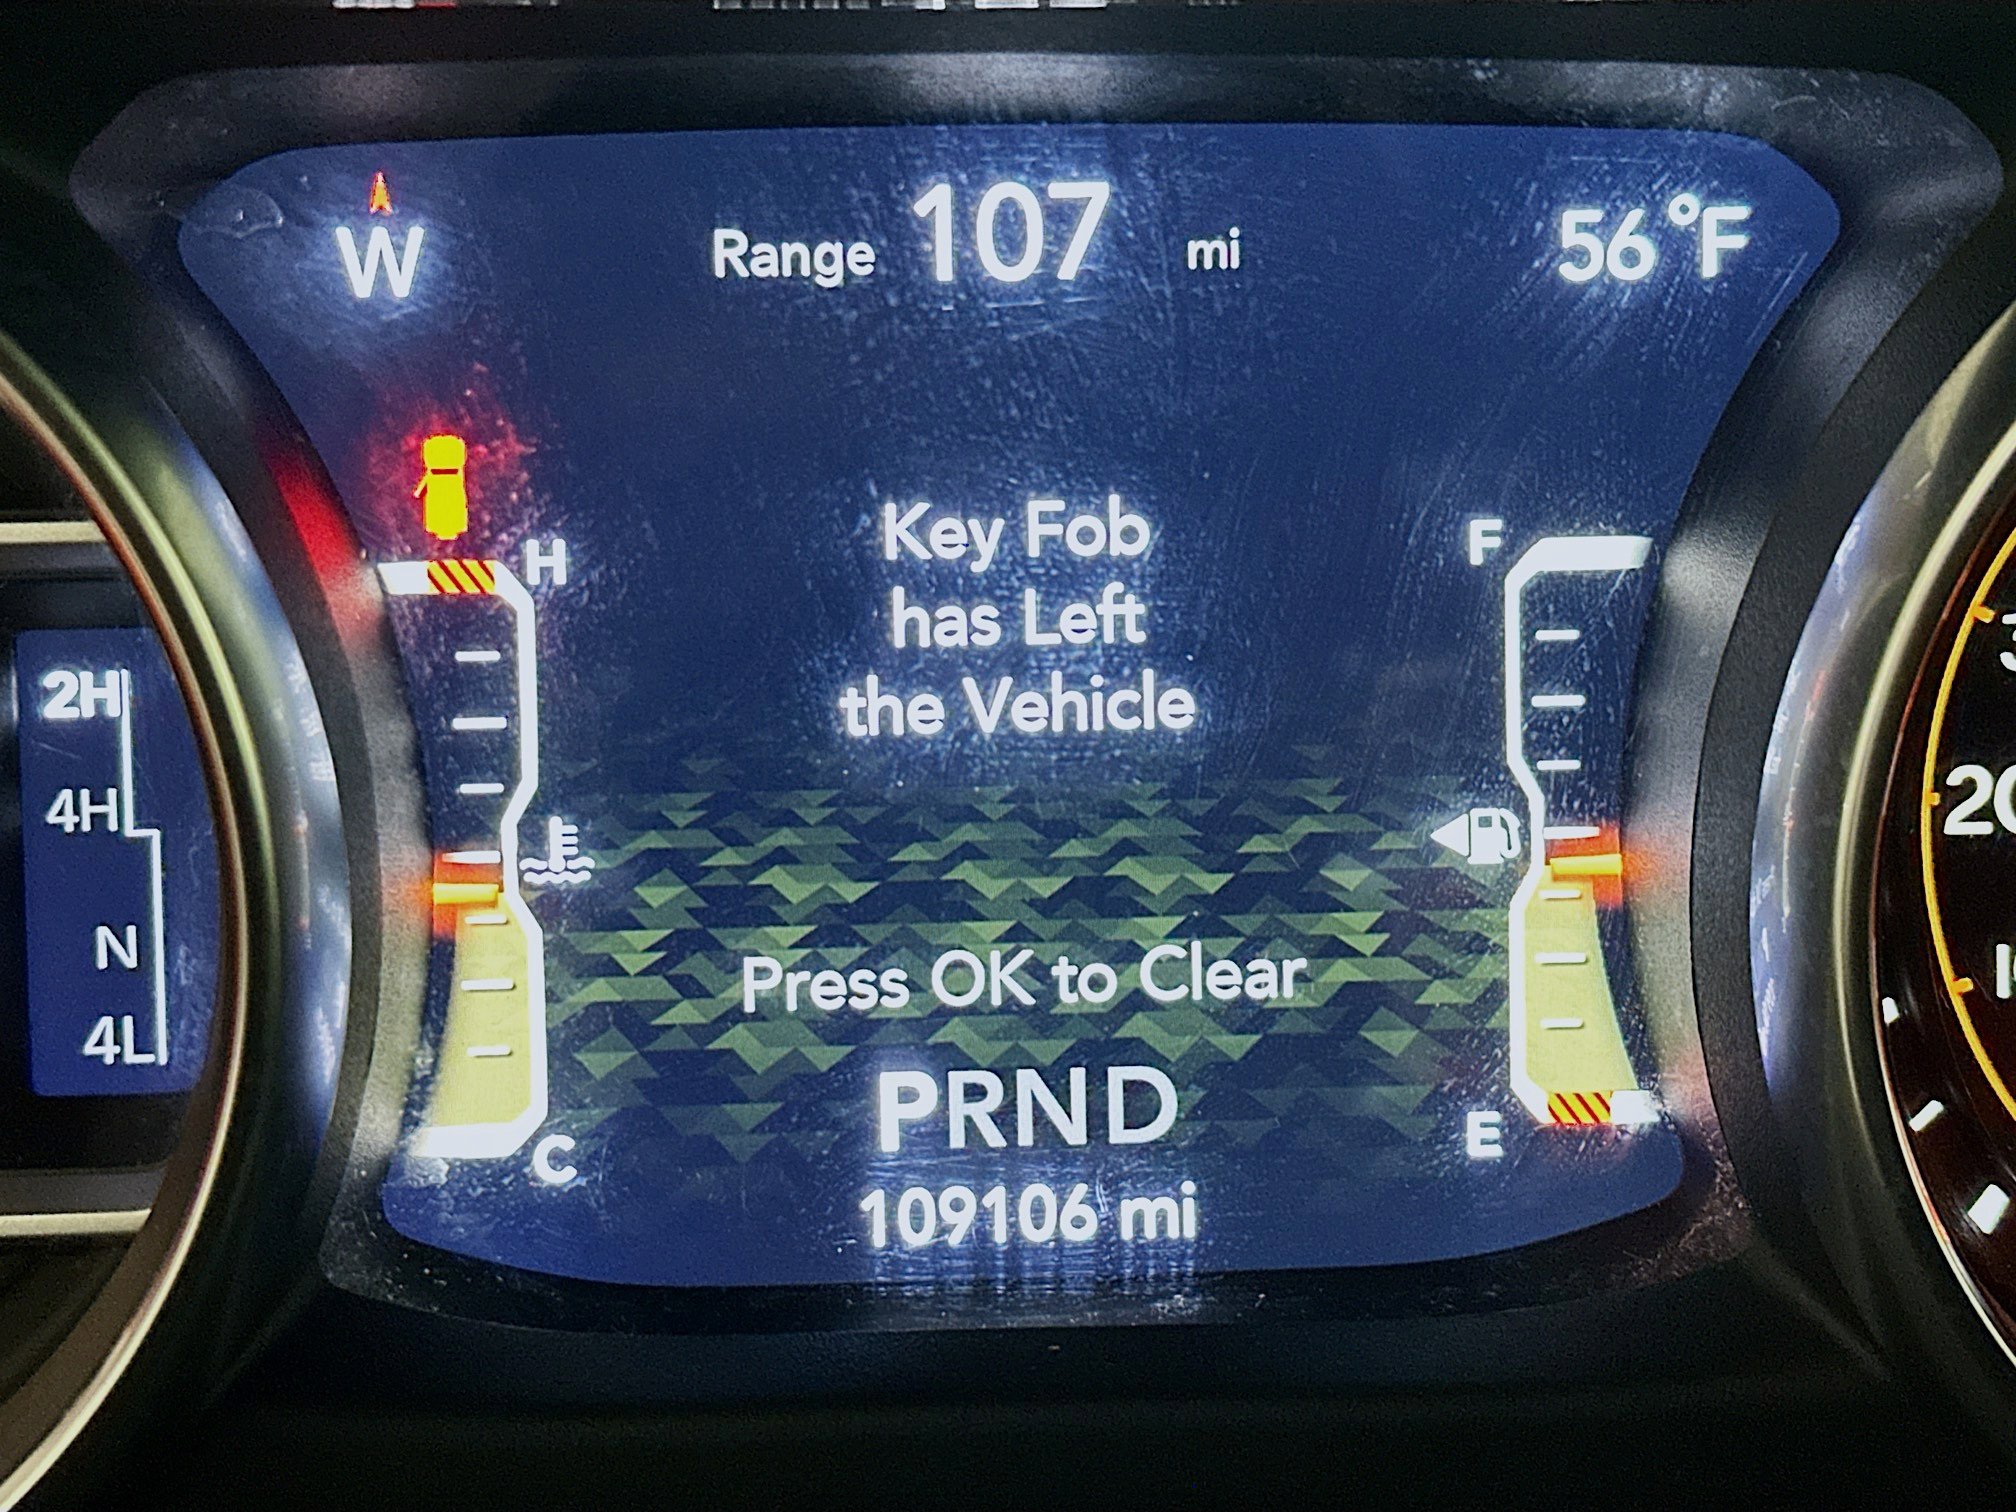 W
Range 107 mi
56°F
Key Fob
has Left
the Vehicle
H
F
2H
4H
N
4L
20
Press OK to Clear
PRND
E
C
109106 mi